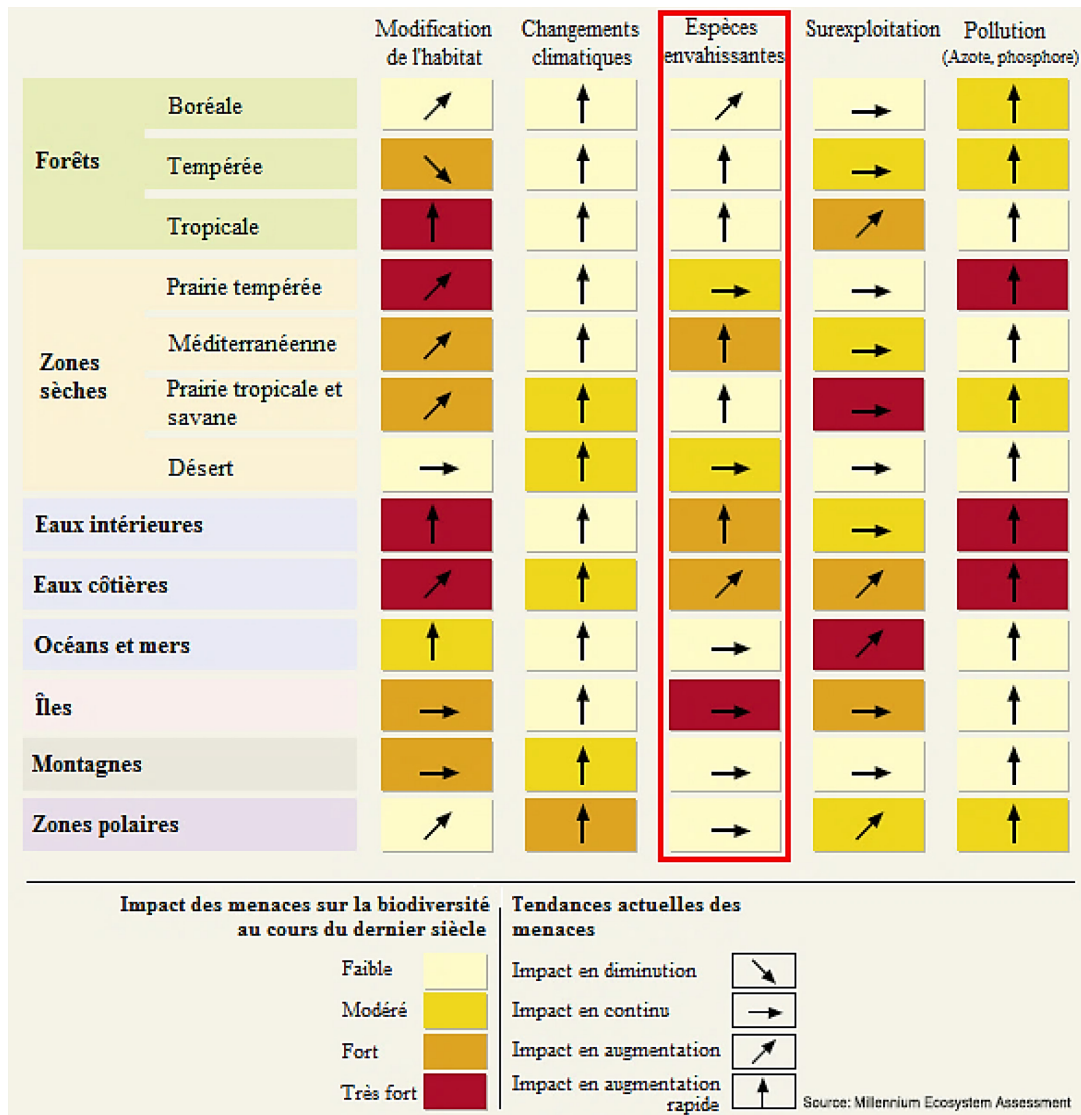 Modification
de l'habitat
Changements
climatiques
Espèces
envahissantes
Surexploitation
Pollution
(Azote, phosphore)
Forêts
Boréale
Tempérée
Tropicale
Zones
sèches
Prairie tempérée
Méditerranéenne
Prairie tropicale et
savane
Désert
Eaux intérieures
Eaux côtières
Océans et mers
Îles
Montagnes
Zones polaires
Impact des menaces sur la biodiversité
au cours du dernier siècle
Faible
Modéré
Fort
Très fort
Tendances actuelles des
menaces
Impact en diminution
Impact en continu
Impact en augmentation
Impact en augmentation
rapide
Source: Millennium Ecosystem Assessment